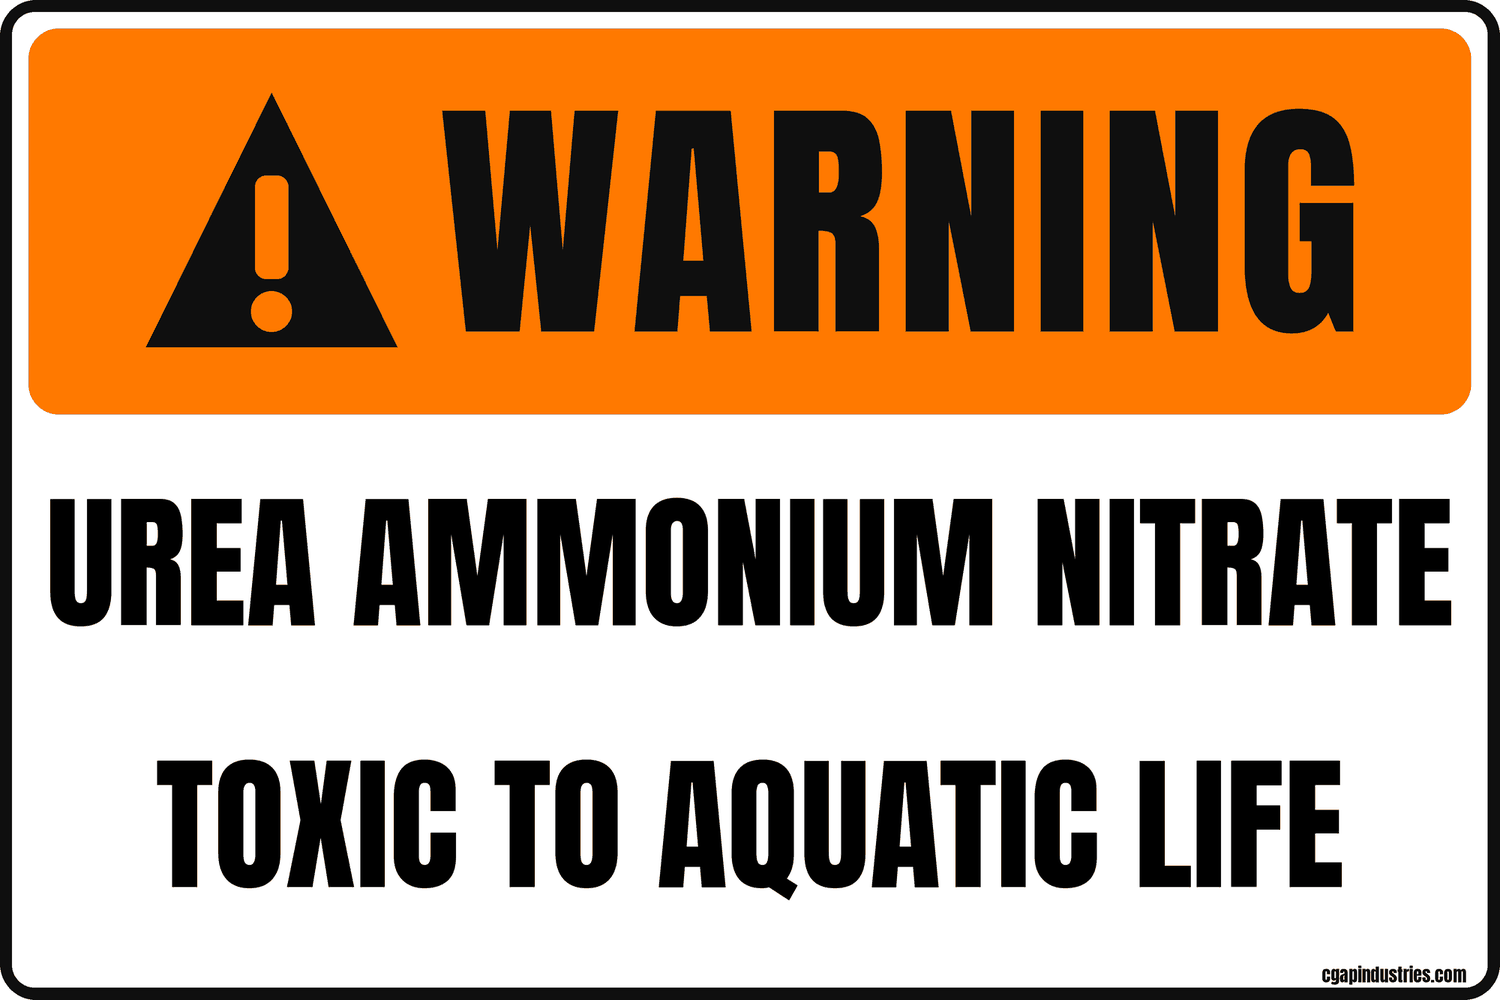 WARNING
UREA AMMONIUM NITRATE
TOXIC TO AQUATIC LIFE
cgapindustries.com